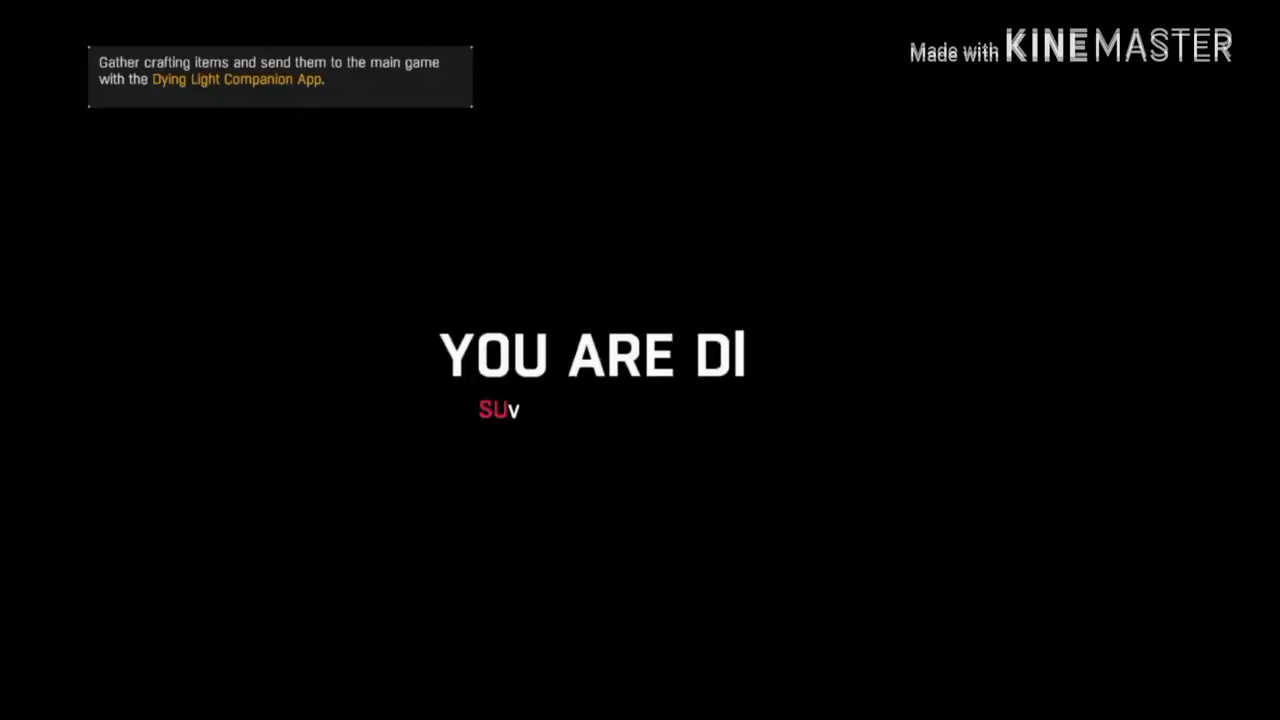 Gather crafting items and send them to the main game
with the Dying Light Companion App.
Made with KINEMASTER
YOU ARE Dl
SUv